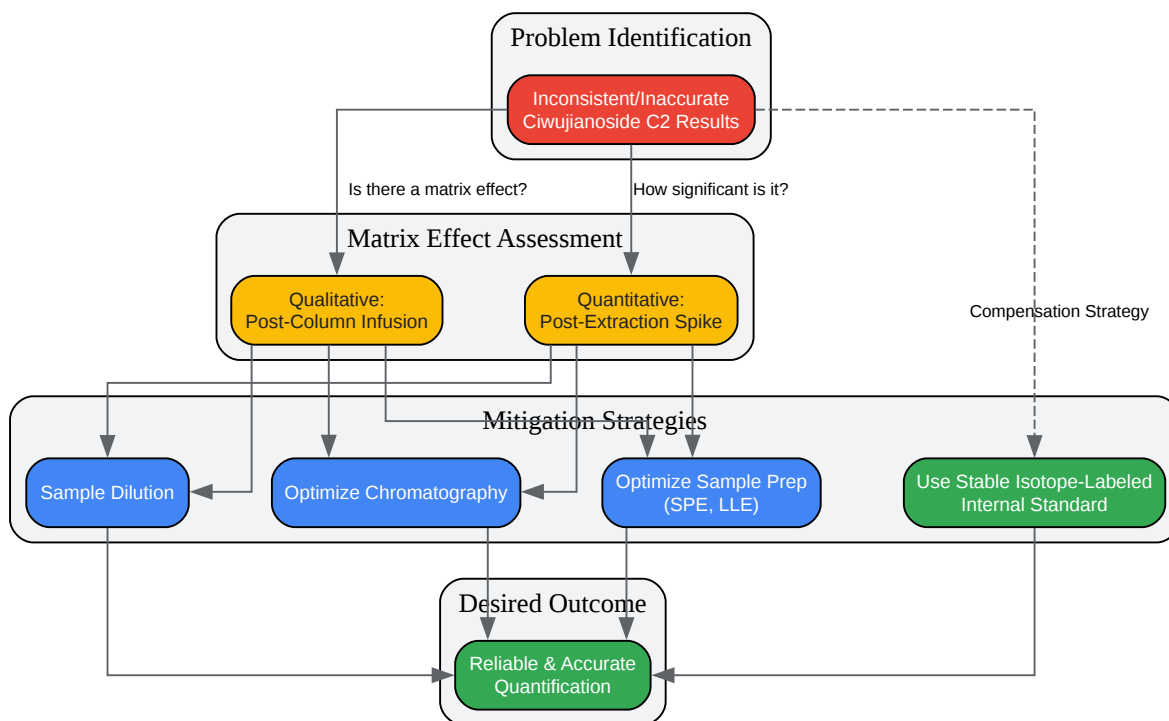 Problem Identification
Inconsistent/Inaccurate
Ciwujianoside C2 Results
Is there a matrix effect?
How significant is it?
Matrix Effect Assessment
Qualitative:
Post-Column Infusion
Quantitative:
Post-Extraction Spike
Compensation Strategy
Mitigation Strategies
Sample Dilution
Optimize Chromatography
Optimize Sample Prep
(SPE, LLE)
Use Stable Isotope-Labeled
Internal Standard
Desired Outcome
Reliable & Accurate
Quantification